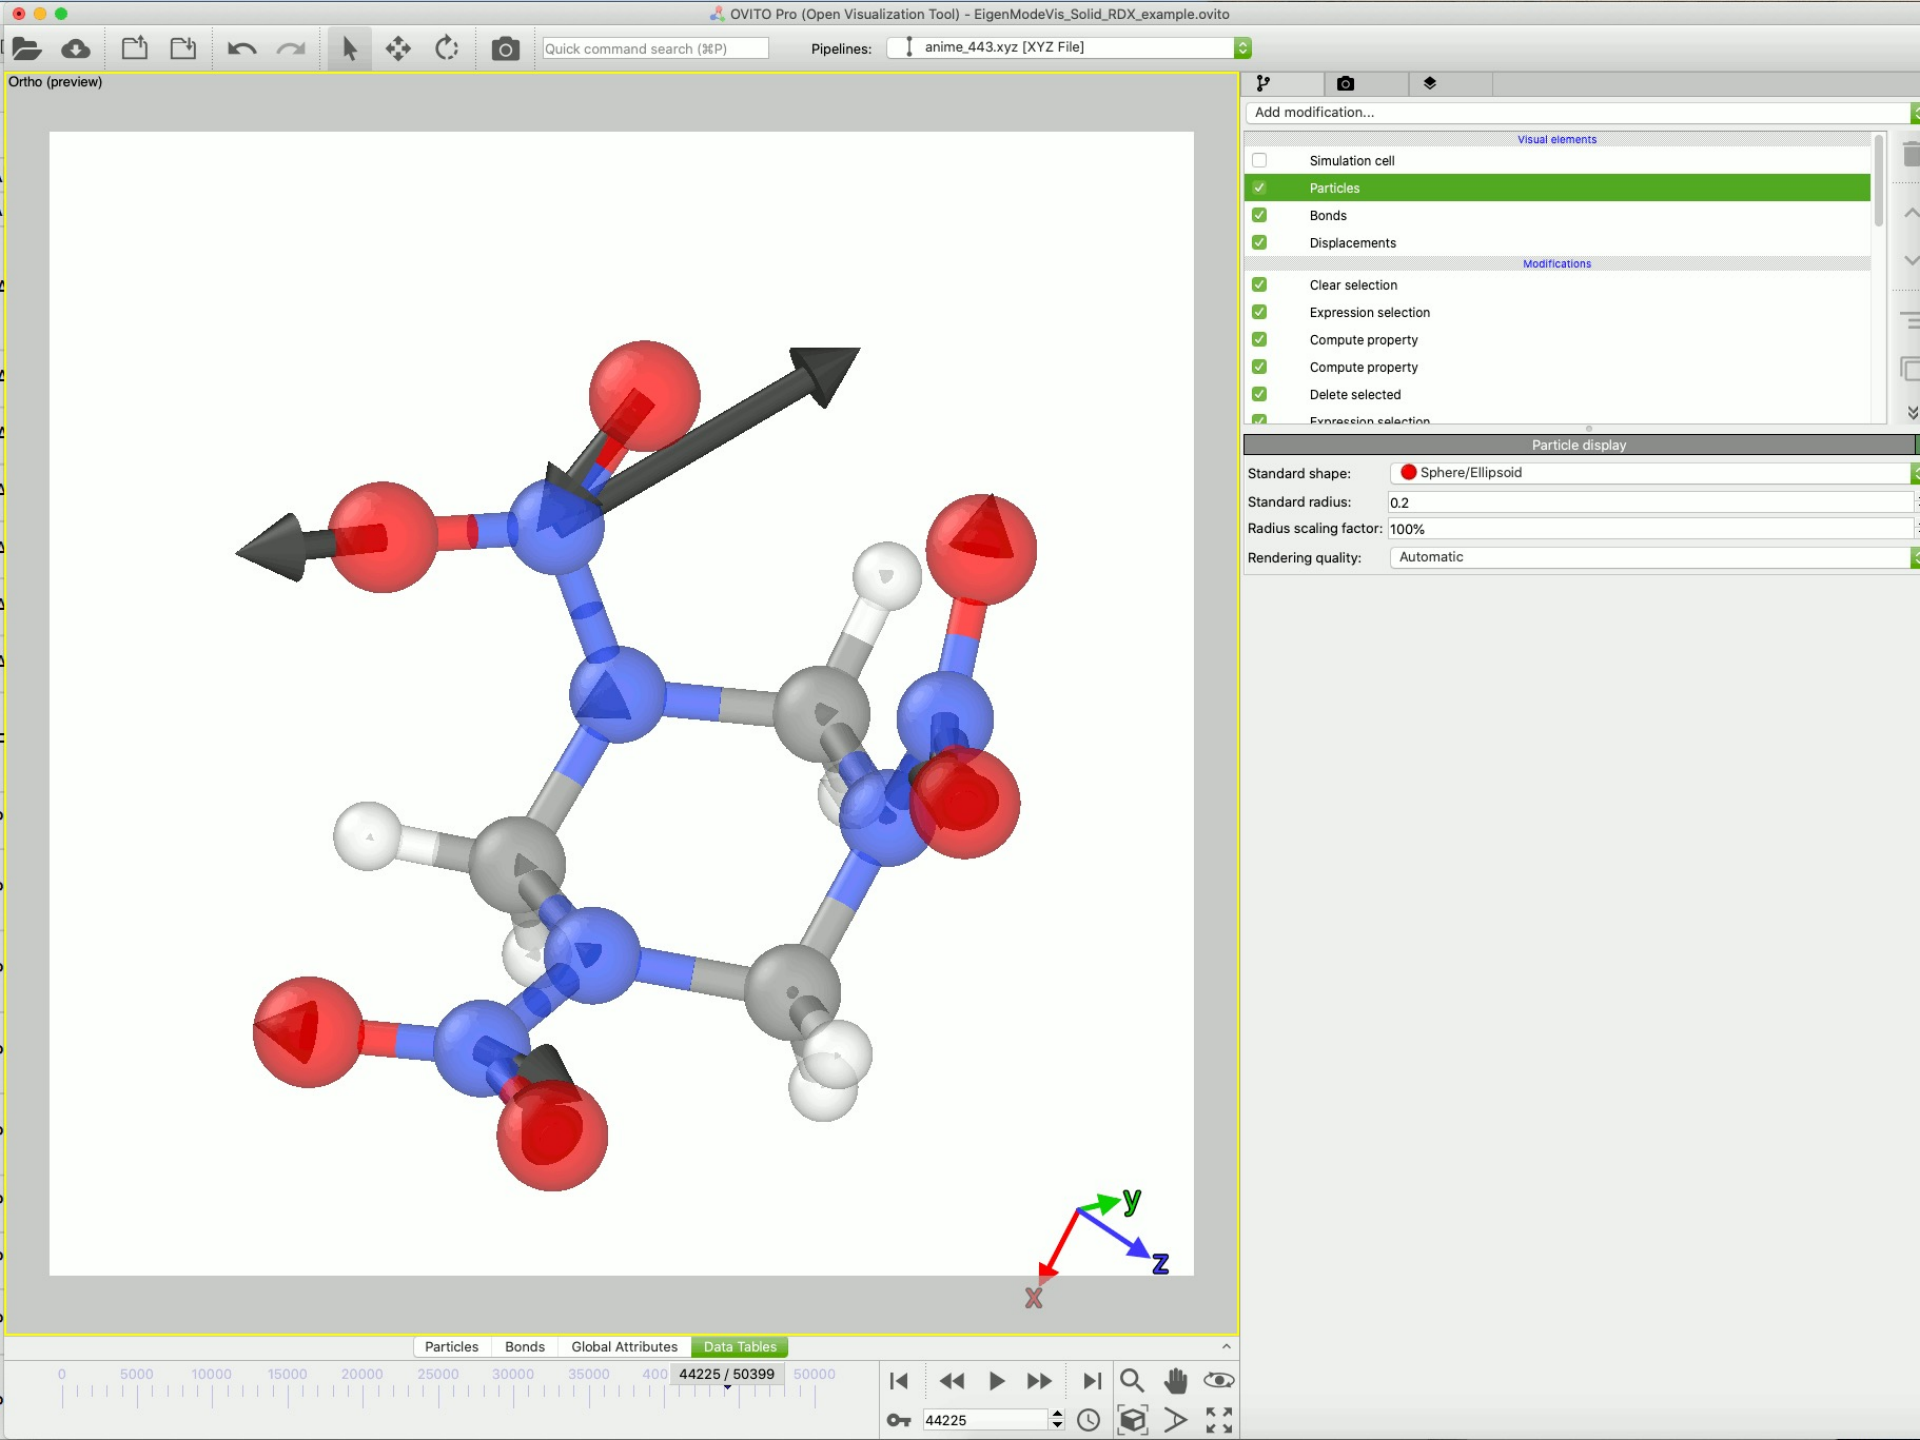 OVITO Pro (Open Visualization Tool) - EigenModeVis_Solid_RDX_example.ovito
Quick command search (⌘P)
Pipelines:
anime_443.xyz [XYZ File]
Ortho (preview)
Add modification...
Visual elements
Simulation cell
Particles
Bonds
Displacements
Modifications
Clear selection
Expression selection
Compute property
Compute property
Delete selected
Expression selection
Particle display
Standard shape:
Sphere/Ellipsoid
Standard radius:
0.2
Radius scaling factor:
100%
Rendering quality:
Automatic
y
z
x
Particles
Bonds
Global Attributes
Data Tables
0 5000 10000 15000 20000 25000 30000 35000 400 44225 / 50399 50000
44225